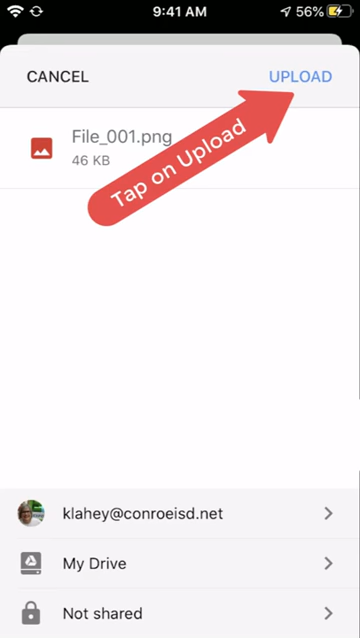 9:41 AM
56%
CANCEL
UPLOAD
File_001.png
46 KB
Tap on Upload
klahey@conroeisd.net
My Drive
Not shared